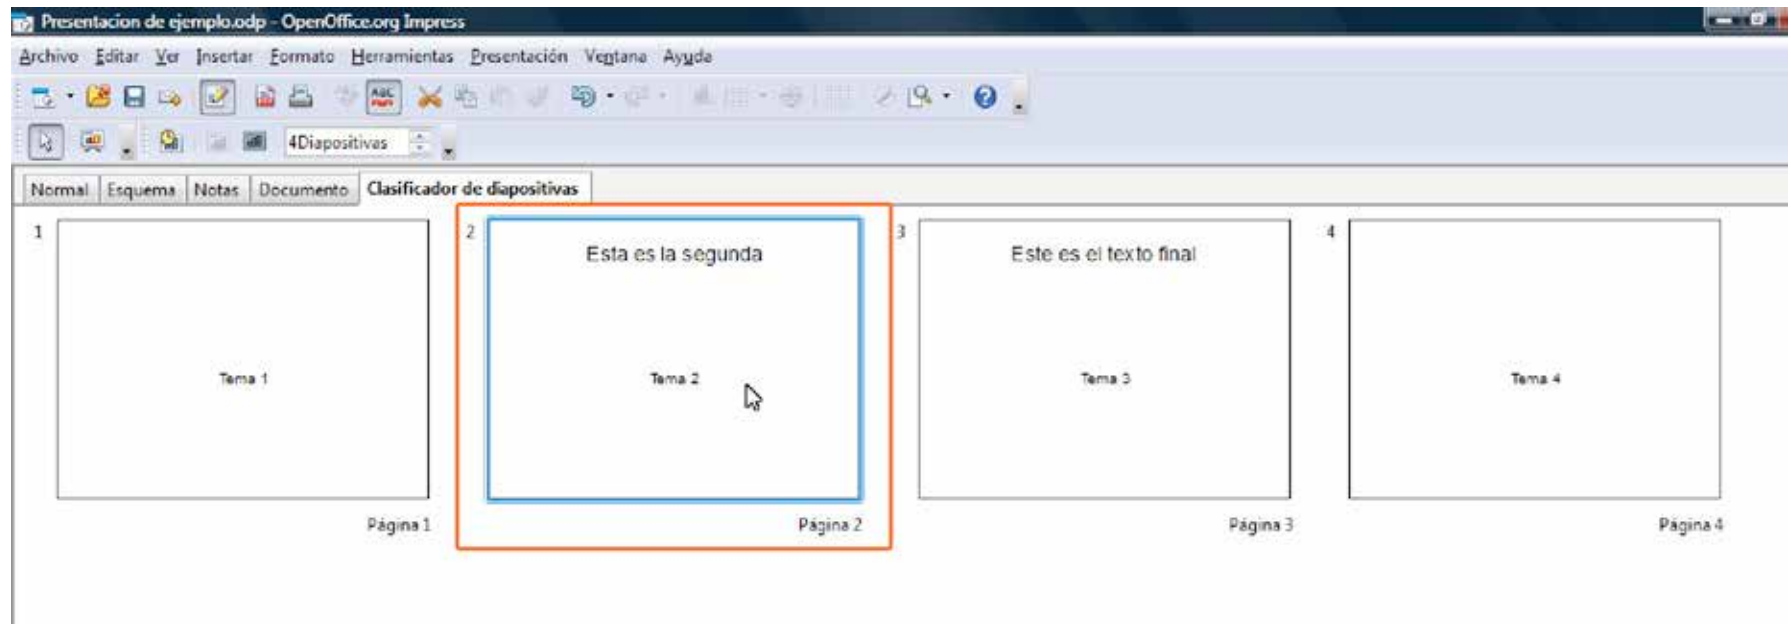 Presentacion de ejemplo.odp - OpenOffice.org Impress
Archivo Editar Ver Insertar Formato Herramientas Presentación Ventana Ayuda
ABC
4Diapositivas
Normal Esquema Notas Documento Clasificador de diapositivas
1 2 3 4
Esta es la segunda Este es el texto final
Tema 1 Tema 2 Tema 3 Tema 4
Página 1 Página 2 Página 3 Página 4